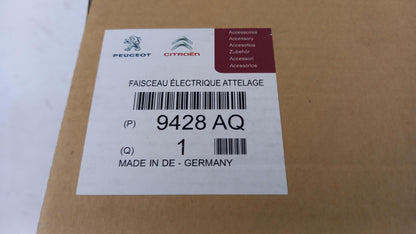 PEUGEOT
CITROËN
Accessoires
Accessory
Accesorios
Zubehör
Accessori
Acessórios
FAISCEAU ÉLECTRIQUE ATTELAGE
(P) 9428 AQ
(Q) 1
MADE IN DE - GERMANY